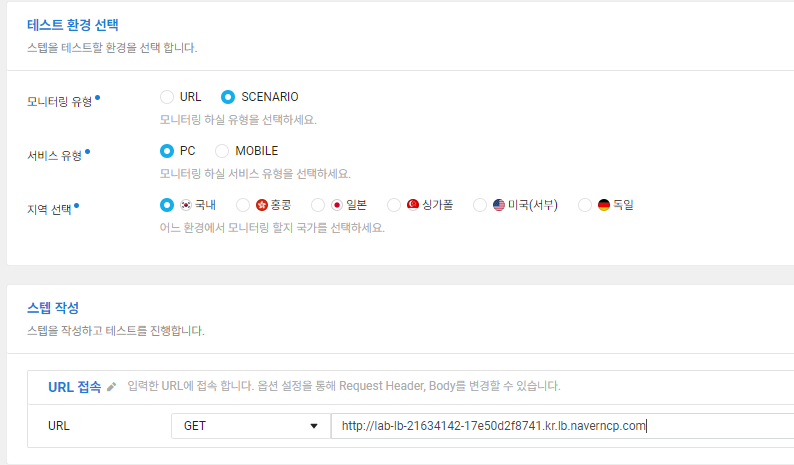 테스트 환경 선택
스텝을 테스트할 환경을 선택 합니다.
모니터링 유형 URL SCENARIO
모니터링 하실 유형을 선택하세요.
서비스 유형 PC MOBILE
모니터링 하실 서비스 유형을 선택하세요.
지역 선택 국내 홍콩 일본 싱가폴 미국(서부) 독일
어느 환경에서 모니터링 할지 국가를 선택하세요.
스텝 작성
스텝을 작성하고 테스트를 진행합니다.
URL 접속 입력한 URL에 접속 합니다. 옵션 설정을 통해 Request Header, Body를 변경할 수 있습니다.
URL GET http://lab-lb-21634142-17e50d2f8741.kr.lb.naverncp.com